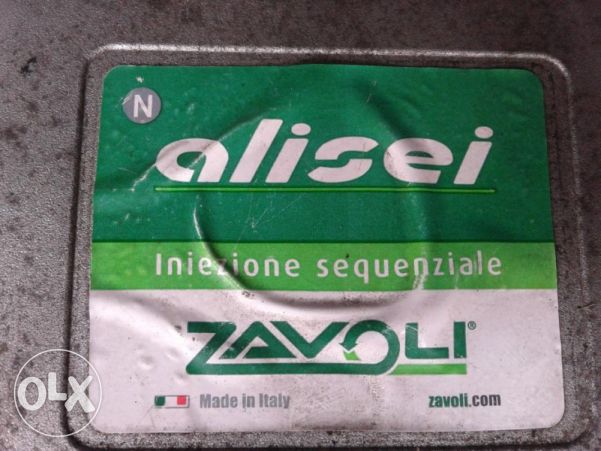 N
alisei
Iniezione sequenziale
ZAVOLI®
Made in Italy
zavoli.com
OLX